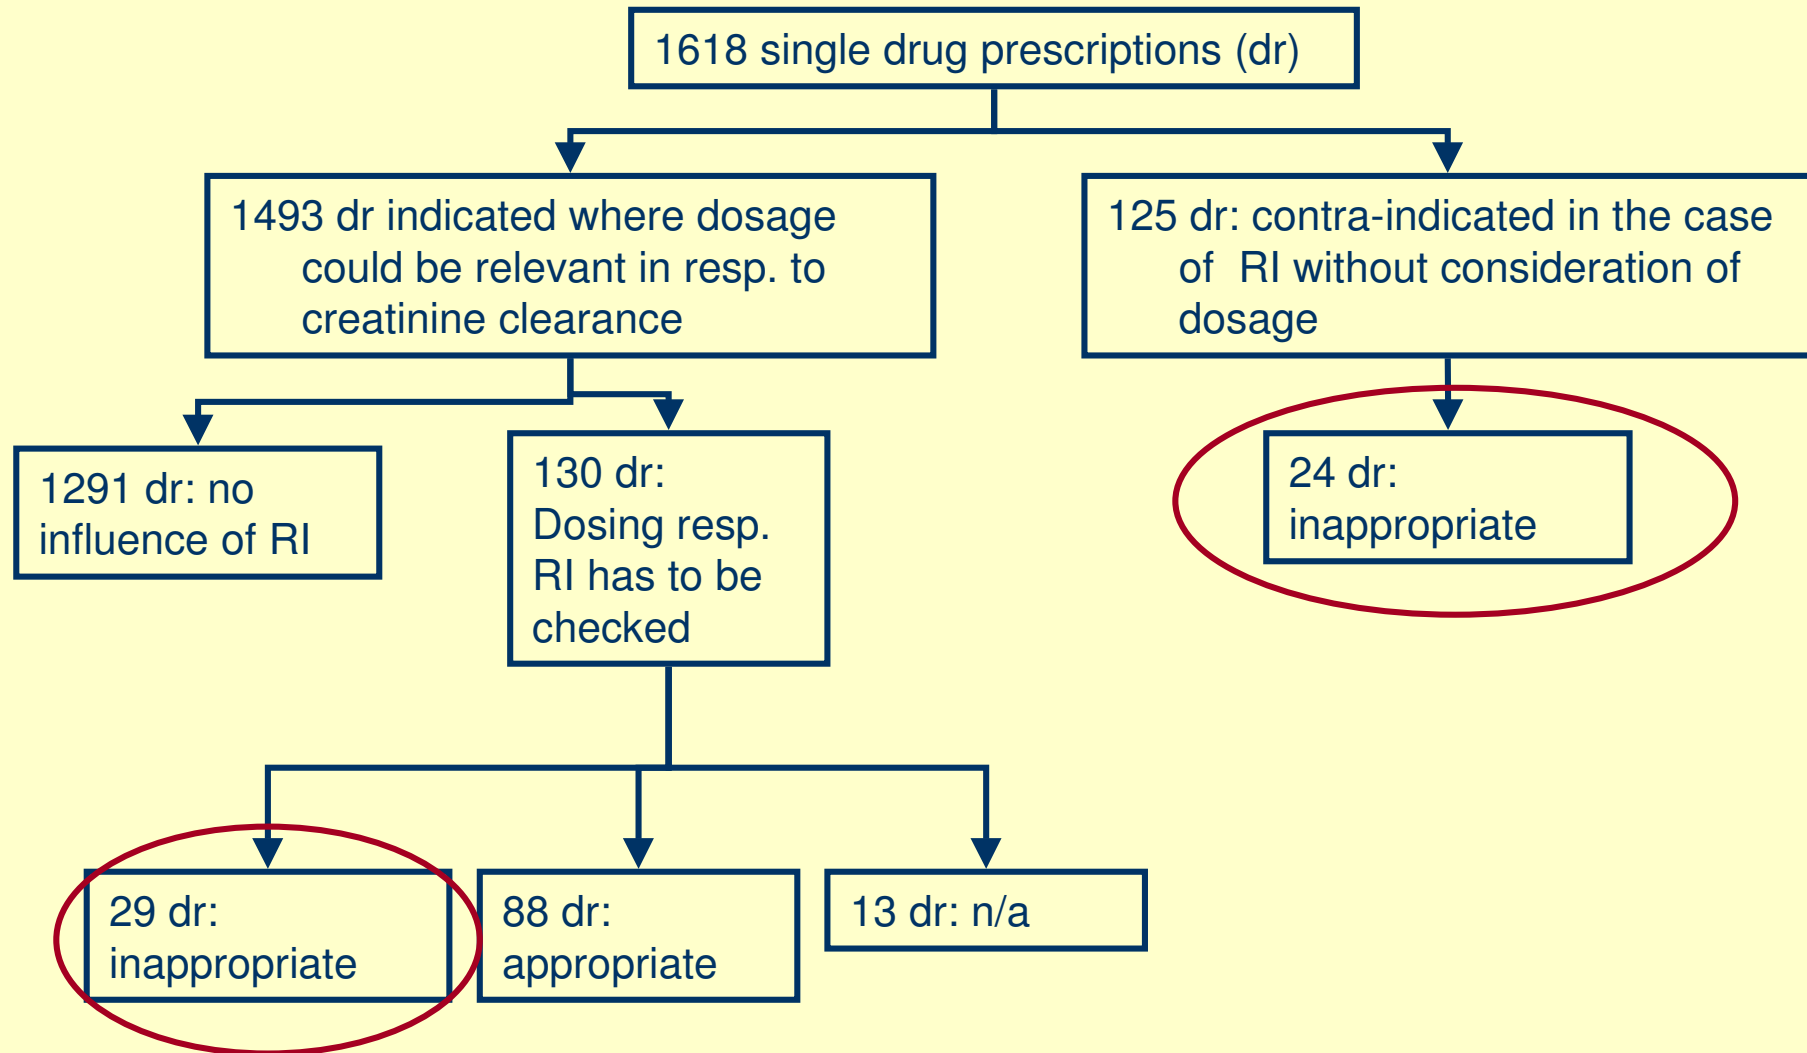 1618 single drug prescriptions (dr)
1493 dr indicated where dosage
could be relevant in resp. to
creatinine clearance
125 dr: contra-indicated in the case
of RI without consideration of
dosage
1291 dr: no
influence of RI
130 dr:
Dosing resp.
RI has to be
checked
24 dr:
inappropriate
29 dr:
inappropriate
88 dr:
appropriate
13 dr: n/a